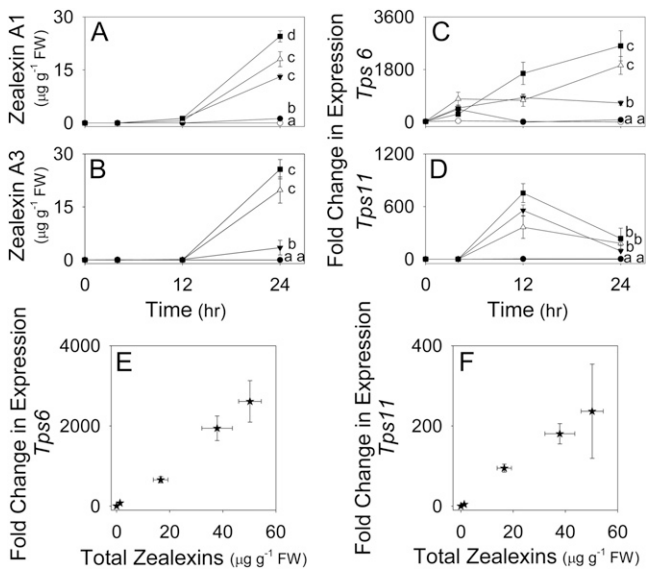 A
Zealexin A1
(µg g⁻¹ FW)
30
15
0
d
c
c
b
a
B
Zealexin A3
(µg g⁻¹ FW)
30
15
0
c
c
b
a a
0 12 24
Time (hr)
C
Fold Change in Expression
Tps 6
3600
1800
0
c
c
b
a a
D
Tps11
1200
600
0
b
b
b
a a
0 12 24
Time (hr)
E
Fold Change in Expression
Tps6
4000
2000
0
0 20 40 60
Total Zealexins (µg g⁻¹ FW)
F
Fold Change in Expression
Tps11
400
200
0
0 20 40 60
Total Zealexins (µg g⁻¹ FW)